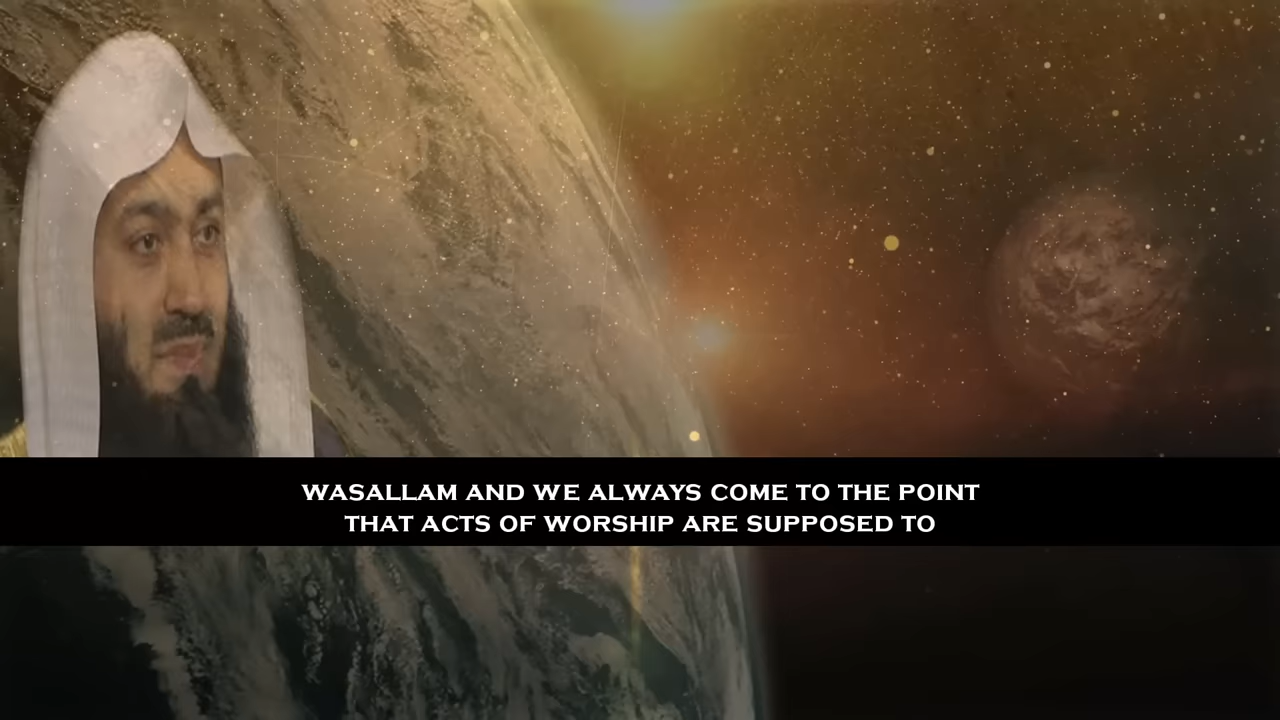 WASALLAM AND WE ALWAYS COME TO THE POINT
THAT ACTS OF WORSHIP ARE SUPPOSED TO